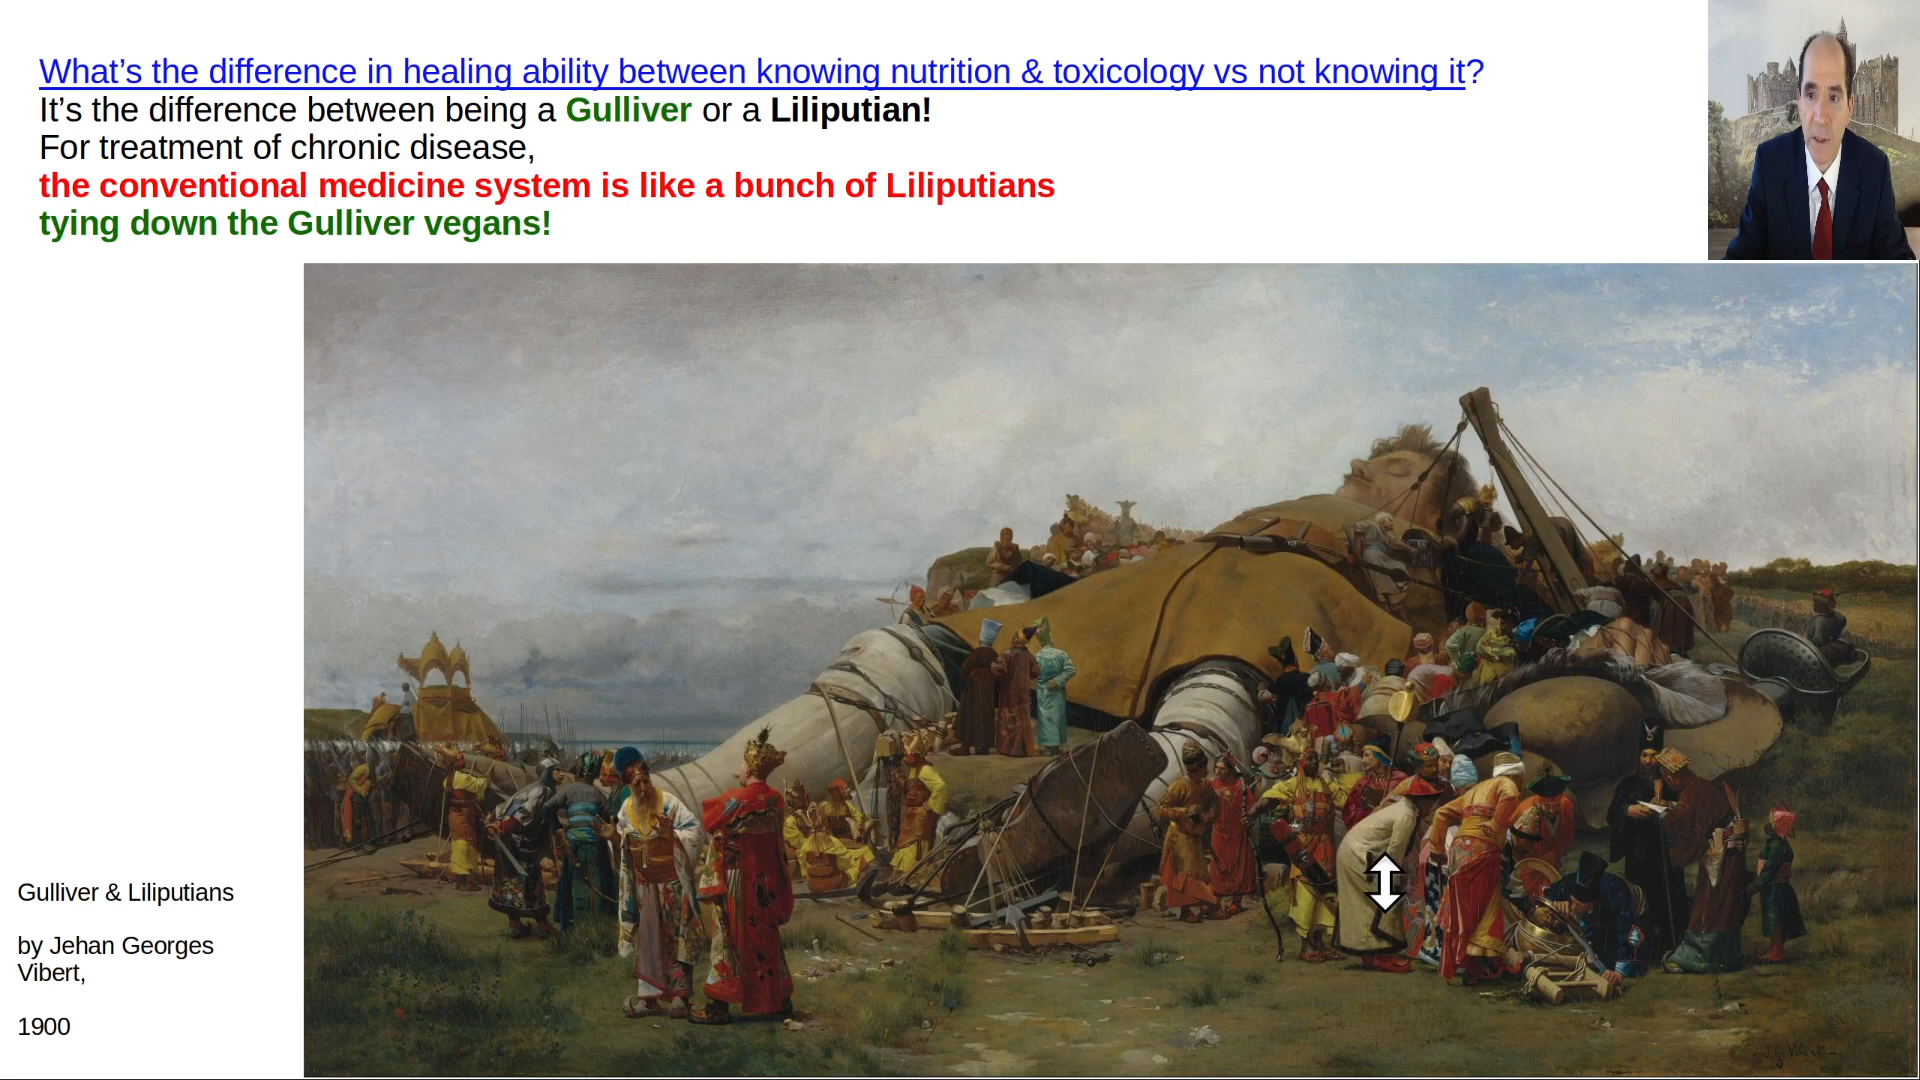 What’s the difference in healing ability between knowing nutrition & toxicology vs not knowing it?
It’s the difference between being a Gulliver or a Liliputian!
For treatment of chronic disease,
the conventional medicine system is like a bunch of Liliputians
tying down the Gulliver vegans!
Gulliver & Liliputians
by Jehan Georges
Vibert,
1900